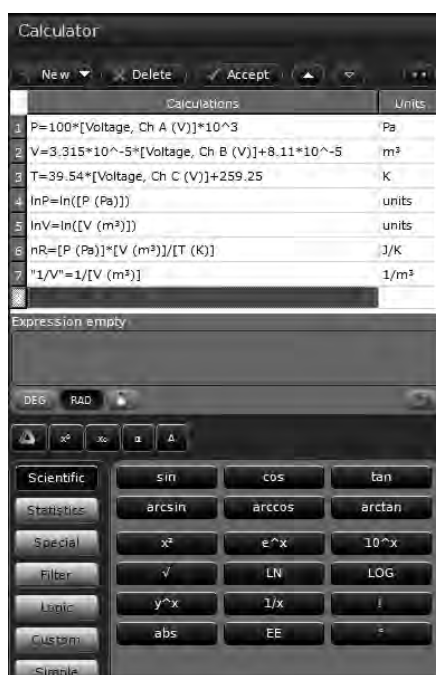 Calculator
New ▼ Delete Accept
Calculations Units
1 P=100*[Voltage, Ch A (V)]*10^3 Pa
2 V=3.315*10^-5*[Voltage, Ch B (V)]+8.11*10^-5 m³
3 T=39.54*[Voltage, Ch C (V)]+259.25 K
4 lnP=ln([P (Pa)]) units
5 lnV=ln([V (m³)]) units
6 nR=[P (Pa)]*[V (m³)]/[T (K)] J/K
7 "1/V"=1/[V (m³)] 1/m³
8
Expression empty
DEG RAD
Scientific sin cos tan
Statistics arcsin arccos arctan
Special x² e^x 10^x
Filter √ LN LOG
Logic y^x 1/x !
Custom abs EE °
Simple